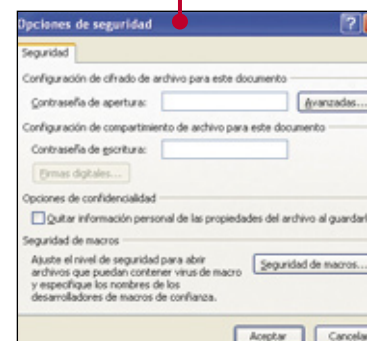 Opciones de seguridad
Seguridad
Configuración de cifrado de archivo para este documento
Contraseña de apertura:
Avanzadas...
Configuración de compartimiento de archivo para este documento
Contraseña de escritura:
Firmas digitales...
Opciones de confidencialidad
Quitar información personal de las propiedades del archivo al guardarl
Seguridad de macros
Ajuste el nivel de seguridad para abrir
archivos que puedan contener virus de macro
y especifique los nombres de los
desarrolladores de macros de confianza.
Seguridad de macros...
Aceptar
Cancelar